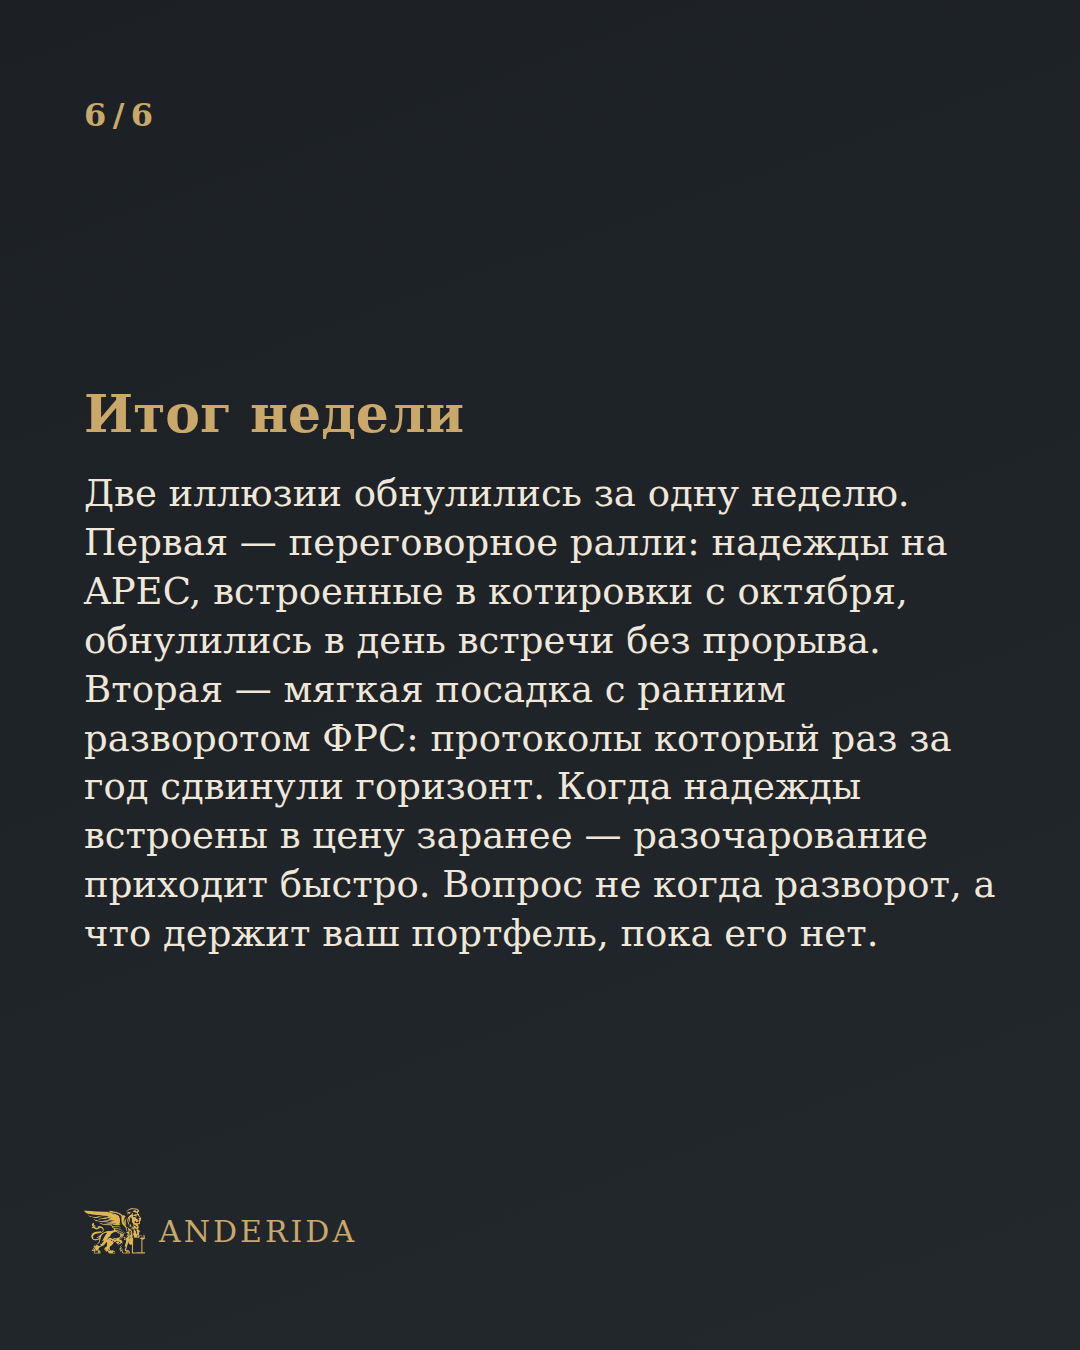 6/6
Итог недели
Две иллюзии обнулились за одну неделю.
Первая — переговорное ралли: надежды на
АРЕС, встроенные в котировки с октября,
обнулились в день встречи без прорыва.
Вторая — мягкая посадка с ранним
разворотом ФРС: протоколы который раз за
год сдвинули горизонт. Когда надежды
встроены в цену заранее — разочарование
приходит быстро. Вопрос не когда разворот, а
что держит ваш портфель, пока его нет.
ANDERIDA